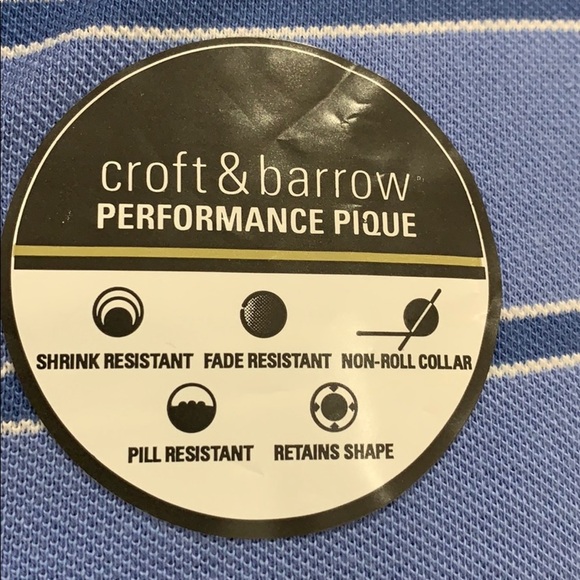 croft & barrow
PERFORMANCE PIQUE
SHRINK RESISTANT FADE RESISTANT NON-ROLL COLLAR
PILL RESISTANT RETAINS SHAPE